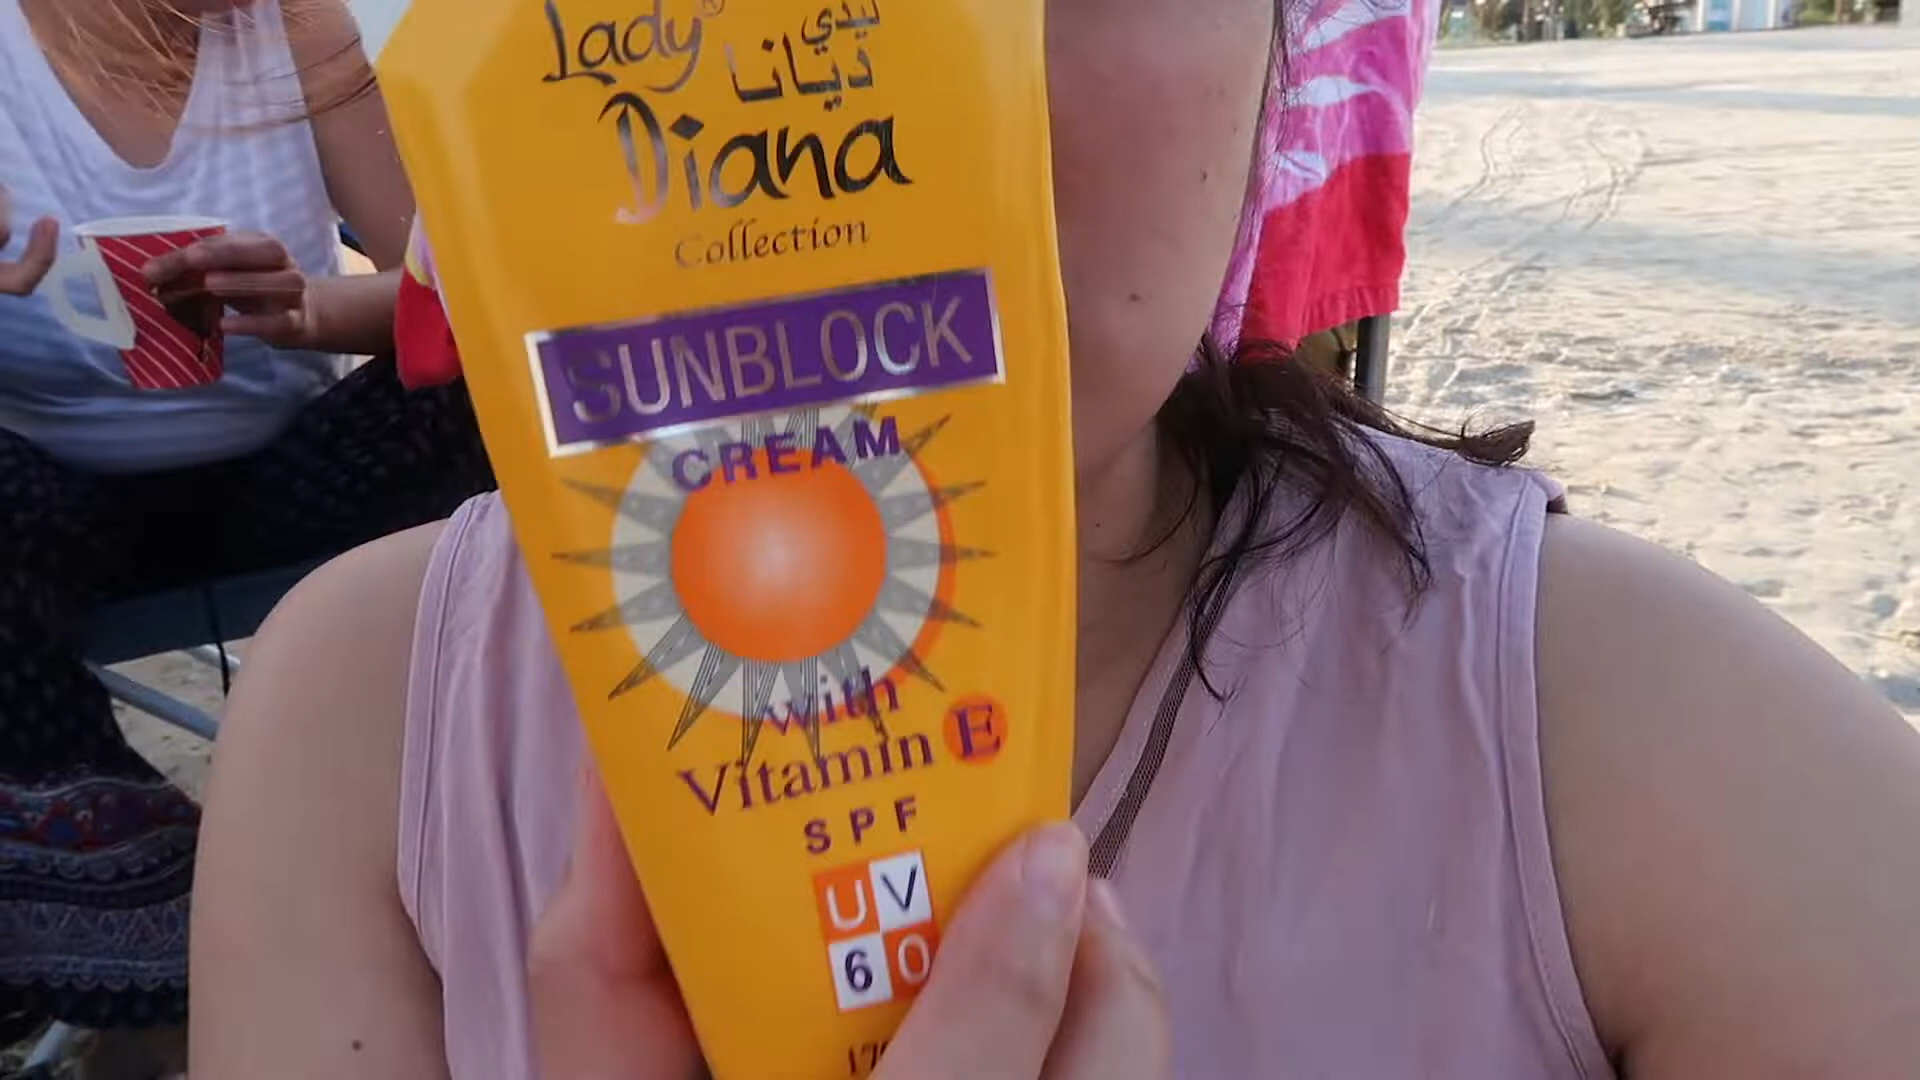 Lady®
ليدي
ديانا
Diana
Collection
SUNBLOCK
CREAM
with
Vitamin E
SPF
UV
60